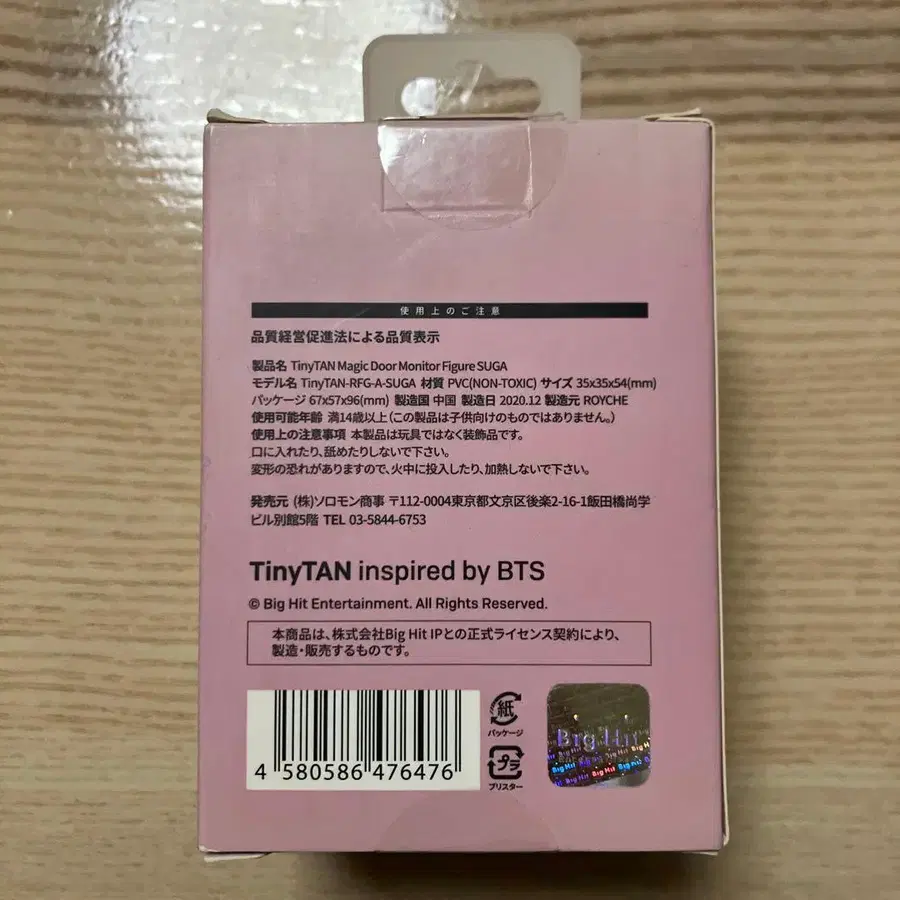 使用上のご注意
品質経営促進法による品質表示
製品名 TinyTAN Magic Door Monitor Figure SUGA
モデル名 TinyTAN-RFG-A-SUGA 材質 PVC(NON-TOXIC) サイズ 35x35x54(mm)
パッケージ 67x57x96(mm) 製造国 中国 製造日 2020.12 製造元 ROYCHE
使用可能年齢 満14歳以上（この製品は子供向けのものではありません。）
使用上の注意事項 本製品は玩具ではなく装飾品です。
口に入れたり、舐めたりしないで下さい。
変形の恐れがありますので、火中に投入したり、加熱しないで下さい。
発売元 (株)ソロモン商事 〒112-0004東京都文京区後楽2-16-1飯田橋尚学
ビル別館5階 TEL 03-5844-6753
TinyTAN inspired by BTS
© Big Hit Entertainment. All Rights Reserved.
本商品は、株式会社Big Hit IPとの正式ライセンス契約により、
製造・販売するものです。
4 580586 476476
紙
パッケージ
プラ
ブリスター
Big Hit
Big Hit Big Hit Big Hit Big Hit